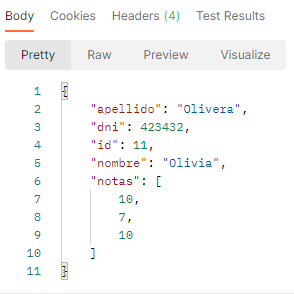 Body Cookies Headers (4) Test Results
Pretty Raw Preview Visualize
1 {
2 "apellido": "Olivera",
3 "dni": 423432,
4 "id": 11,
5 "nombre": "Olivia",
6 "notas": [
7 10,
8 7,
9 10
10 ]
11 }